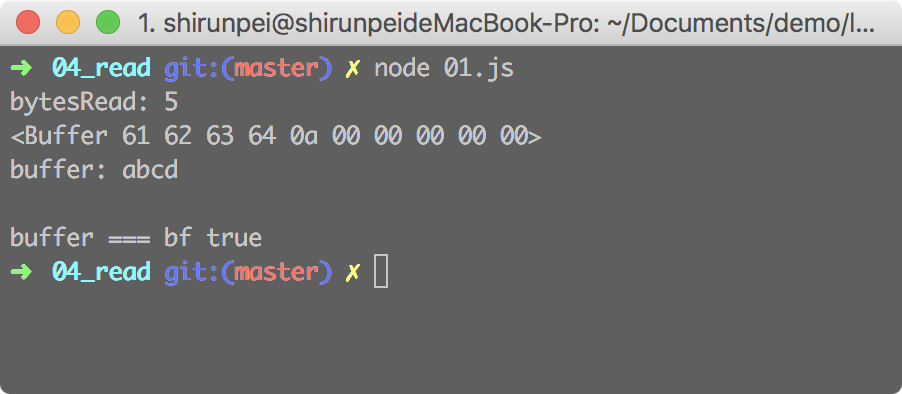 1. shirunpei@shirunpeideMacBook-Pro: ~/Documents/demo/l...
➜ 04_read git:(master) ✗ node 01.js
bytesRead: 5
<Buffer 61 62 63 64 0a 00 00 00 00 00>
buffer: abcd
buffer === bf true
➜ 04_read git:(master) ✗